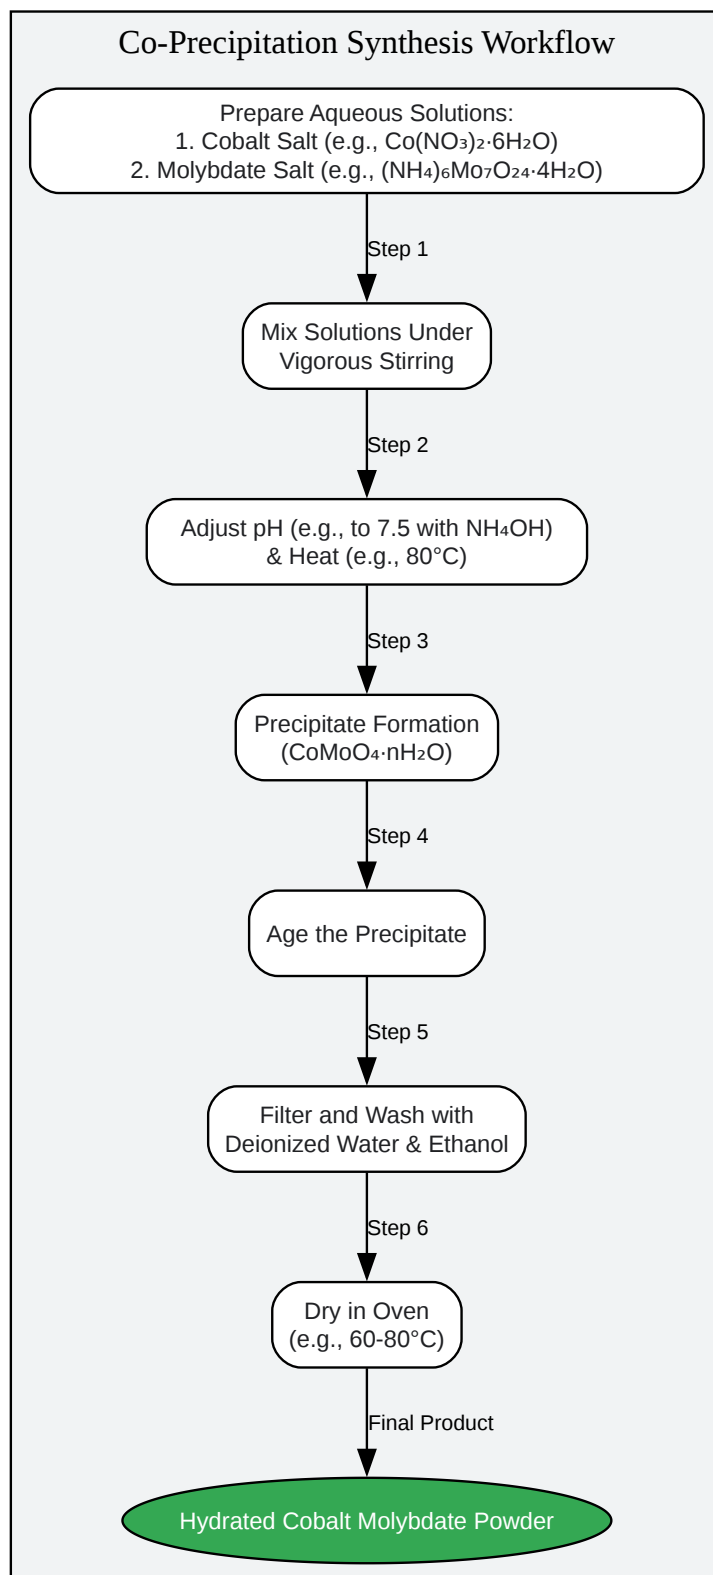 Co-Precipitation Synthesis Workflow
Prepare Aqueous Solutions:
1. Cobalt Salt (e.g., Co(NO₃)₂·6H₂O)
2. Molybdate Salt (e.g., (NH₄)₆Mo₇O₂₄·4H₂O)
Step 1
Mix Solutions Under
Vigorous Stirring
Step 2
Adjust pH (e.g., to 7.5 with NH₄OH)
& Heat (e.g., 80°C)
Step 3
Precipitate Formation
(CoMoO₄·nH₂O)
Step 4
Age the Precipitate
Step 5
Filter and Wash with
Deionized Water & Ethanol
Step 6
Dry in Oven
(e.g., 60-80°C)
Final Product
Hydrated Cobalt Molybdate Powder